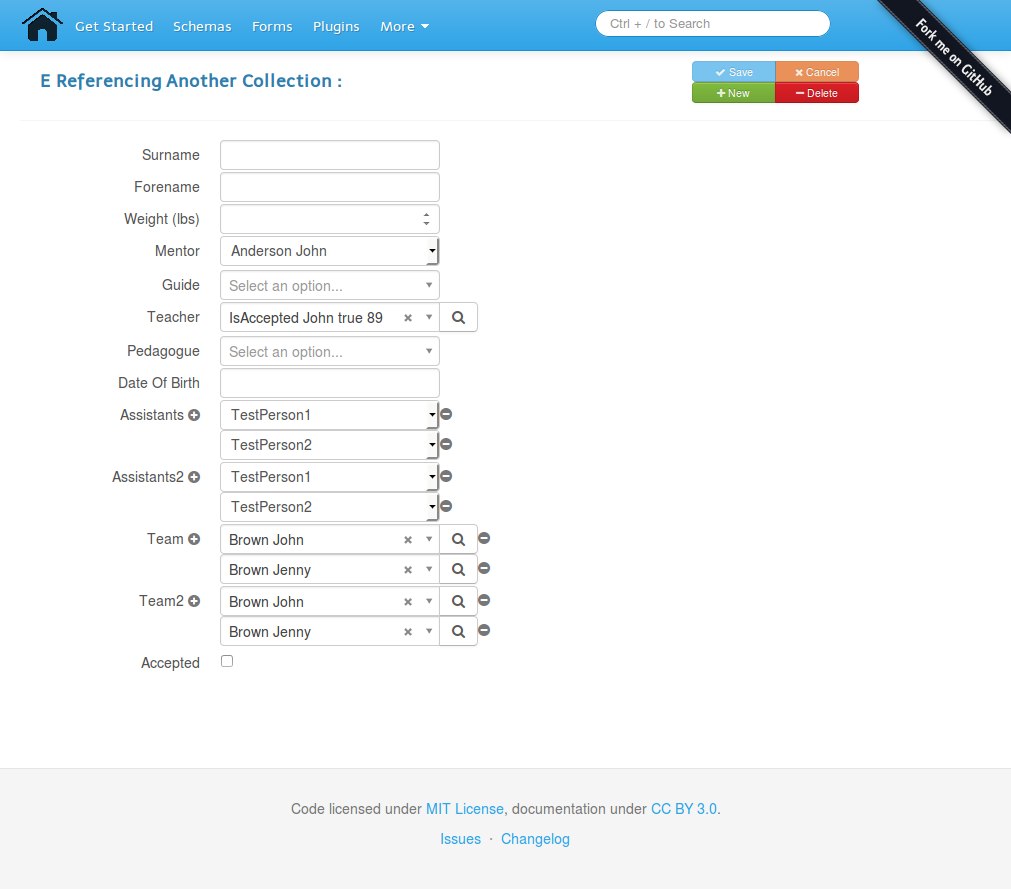 Get Started Schemas Forms Plugins More Ctrl + / to Search
Fork me on GitHub
E Referencing Another Collection :
Save Cancel
New Delete
Surname
Forename
Weight (lbs)
Mentor Anderson John
Guide Select an option...
Teacher IsAccepted John true 89
Pedagogue Select an option...
Date Of Birth
Assistants TestPerson1
TestPerson2
Assistants2 TestPerson1
TestPerson2
Team Brown John
Brown Jenny
Team2 Brown John
Brown Jenny
Accepted
Code licensed under MIT License, documentation under CC BY 3.0.
Issues · Changelog